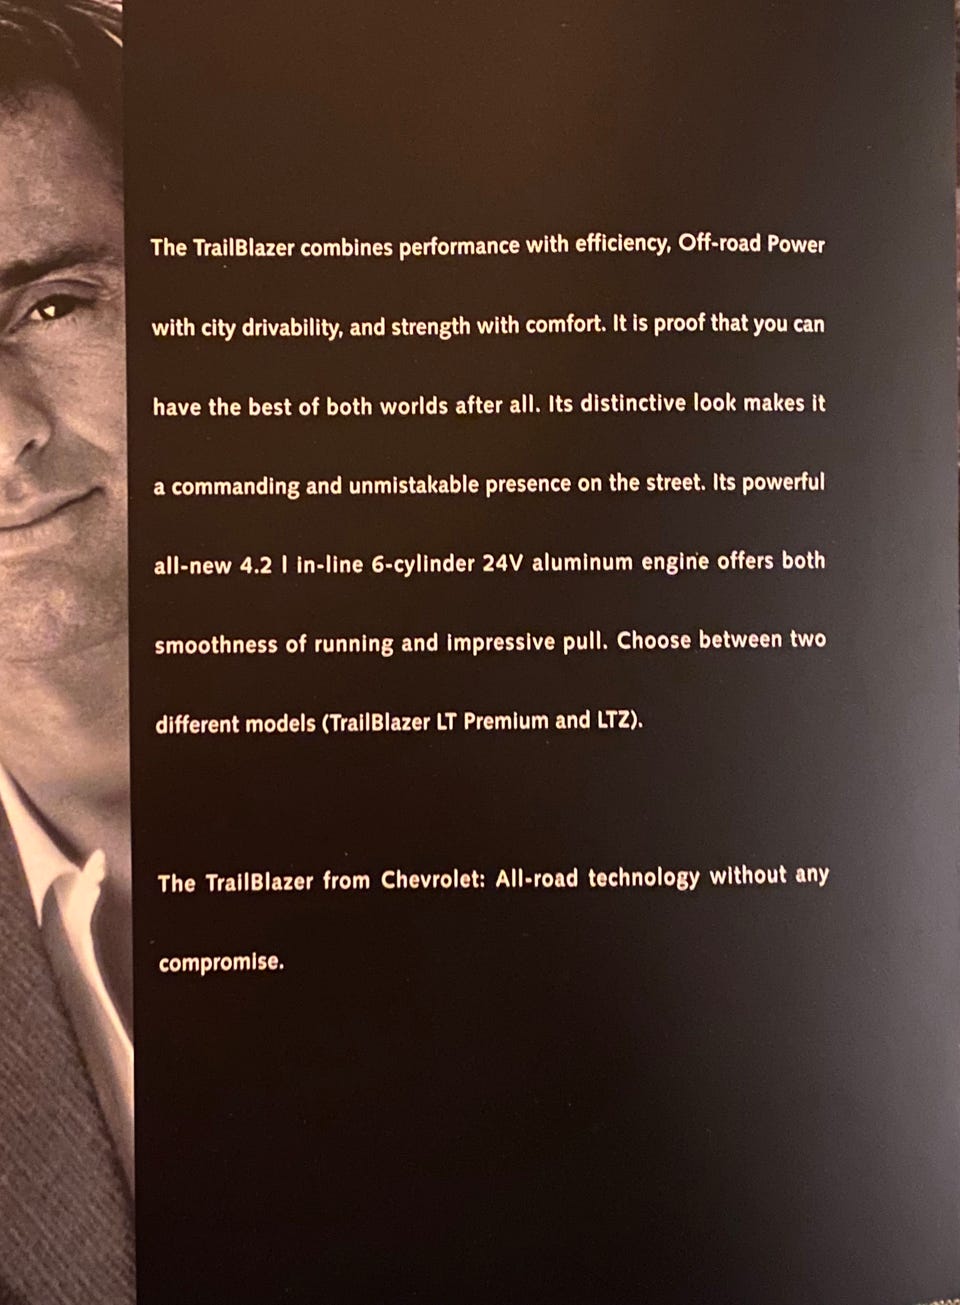 The TrailBlazer combines performance with efficiency, Off-road Power
with city drivability, and strength with comfort. It is proof that you can
have the best of both worlds after all. Its distinctive look makes it
a commanding and unmistakable presence on the street. Its powerful
all-new 4.2 l in-line 6-cylinder 24V aluminum engine offers both
smoothness of running and impressive pull. Choose between two
different models (TrailBlazer LT Premium and LTZ).
The TrailBlazer from Chevrolet: All-road technology without any
compromise.